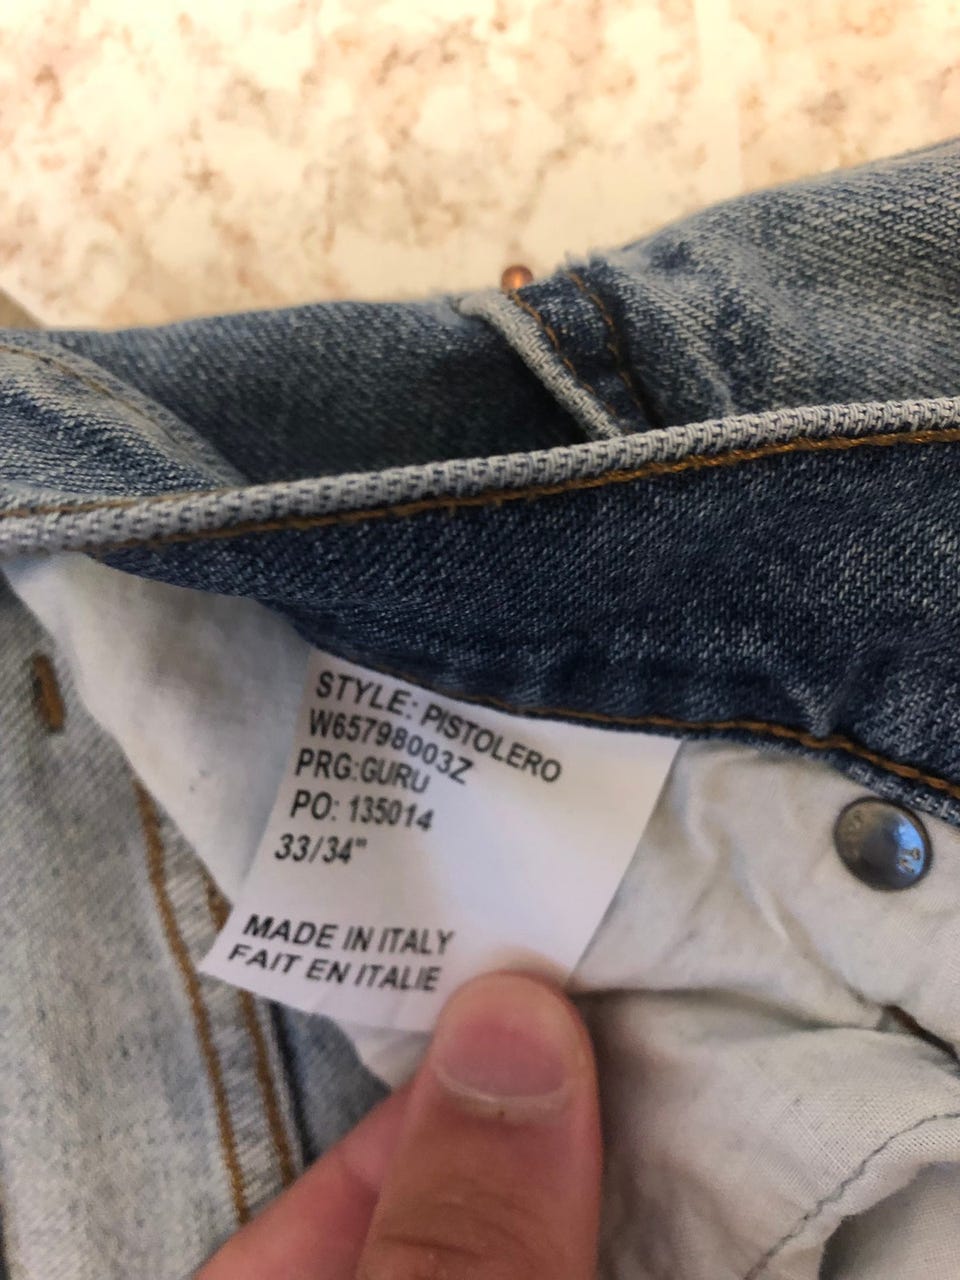 STYLE: PISTOLERO
W65798003Z
PRG:GURU
PO: 135014
33/34"
MADE IN ITALY
FAIT EN ITALIE